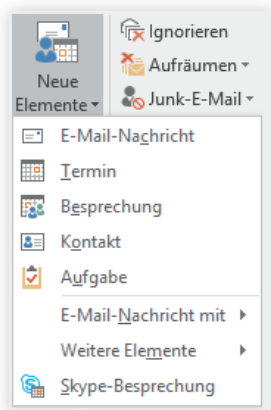 Neue
Elemente
Ignorieren
Aufräumen
Junk-E-Mail
E-Mail-Nachricht
Termin
Besprechung
Kontakt
Aufgabe
E-Mail-Nachricht mit
Weitere Elemente
Skype-Besprechung